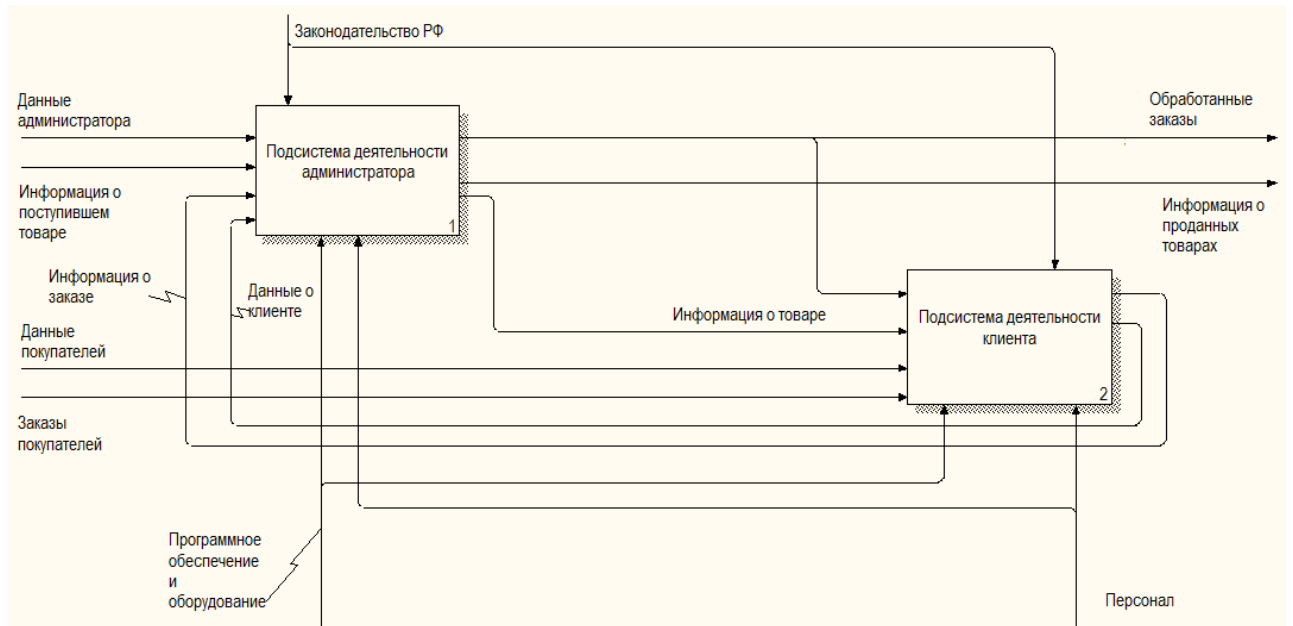 Законодательство РФ
Данные
администратора
Обработанные
заказы
Подсистема деятельности
администратора
1
Информация о
поступившем
товаре
Информация о
проданных
товарах
Информация о
заказе
Данные о
клиенте
Информация о товаре
Подсистема деятельности
клиента
2
Данные
покупателей
Заказы
покупателей
Программное
обеспечение
и
оборудование
Персонал